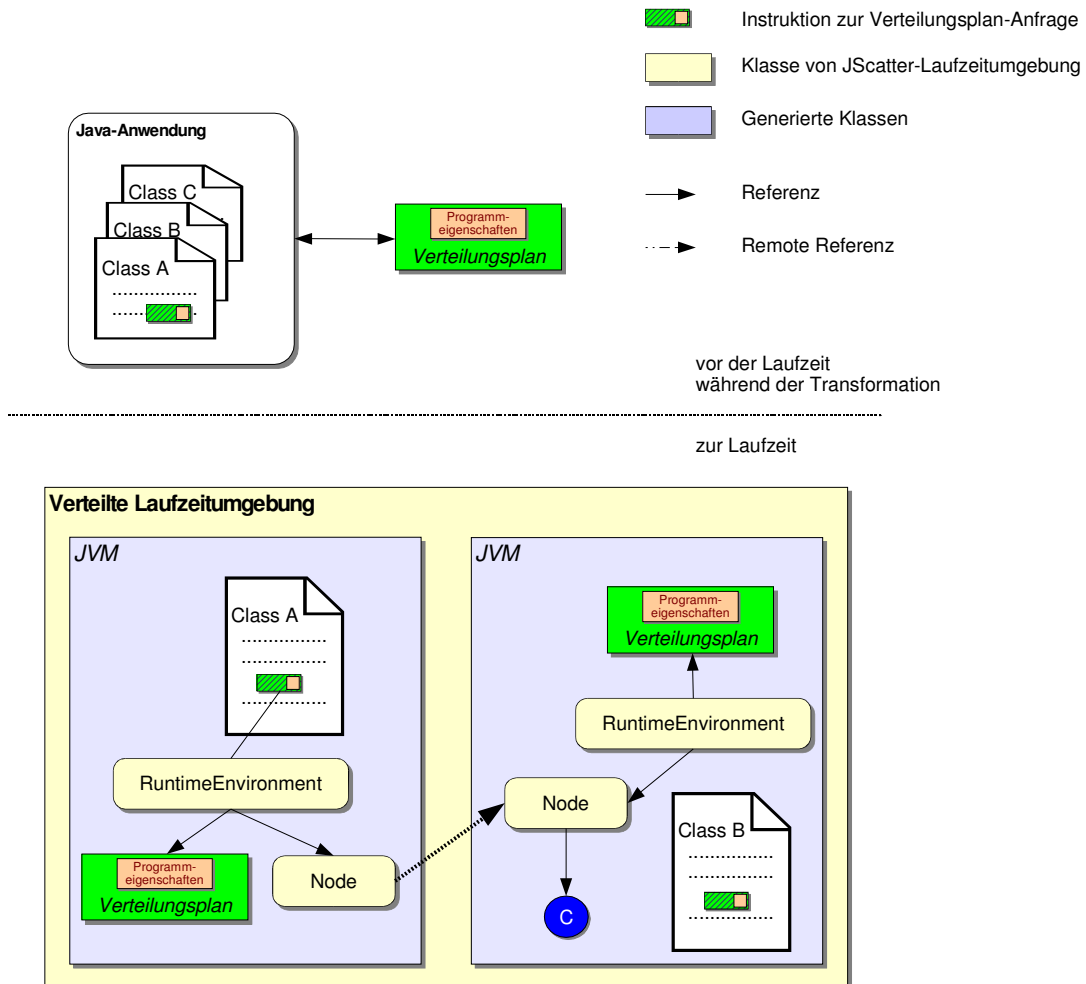 Instruktion zur Verteilungsplan-Anfrage
Klasse von JScatter-Laufzeitumgebung
Generierte Klassen
Referenz
Remote Referenz
Java-Anwendung
Class C
Class B
Class A
Programm-
eigenschaften
Verteilungsplan
vor der Laufzeit
während der Transformation
zur Laufzeit
Verteilte Laufzeitumgebung
JVM
Class A
RuntimeEnvironment
Programm-
eigenschaften
Verteilungsplan
Node
JVM
Programm-
eigenschaften
Verteilungsplan
RuntimeEnvironment
Node
Class B
C